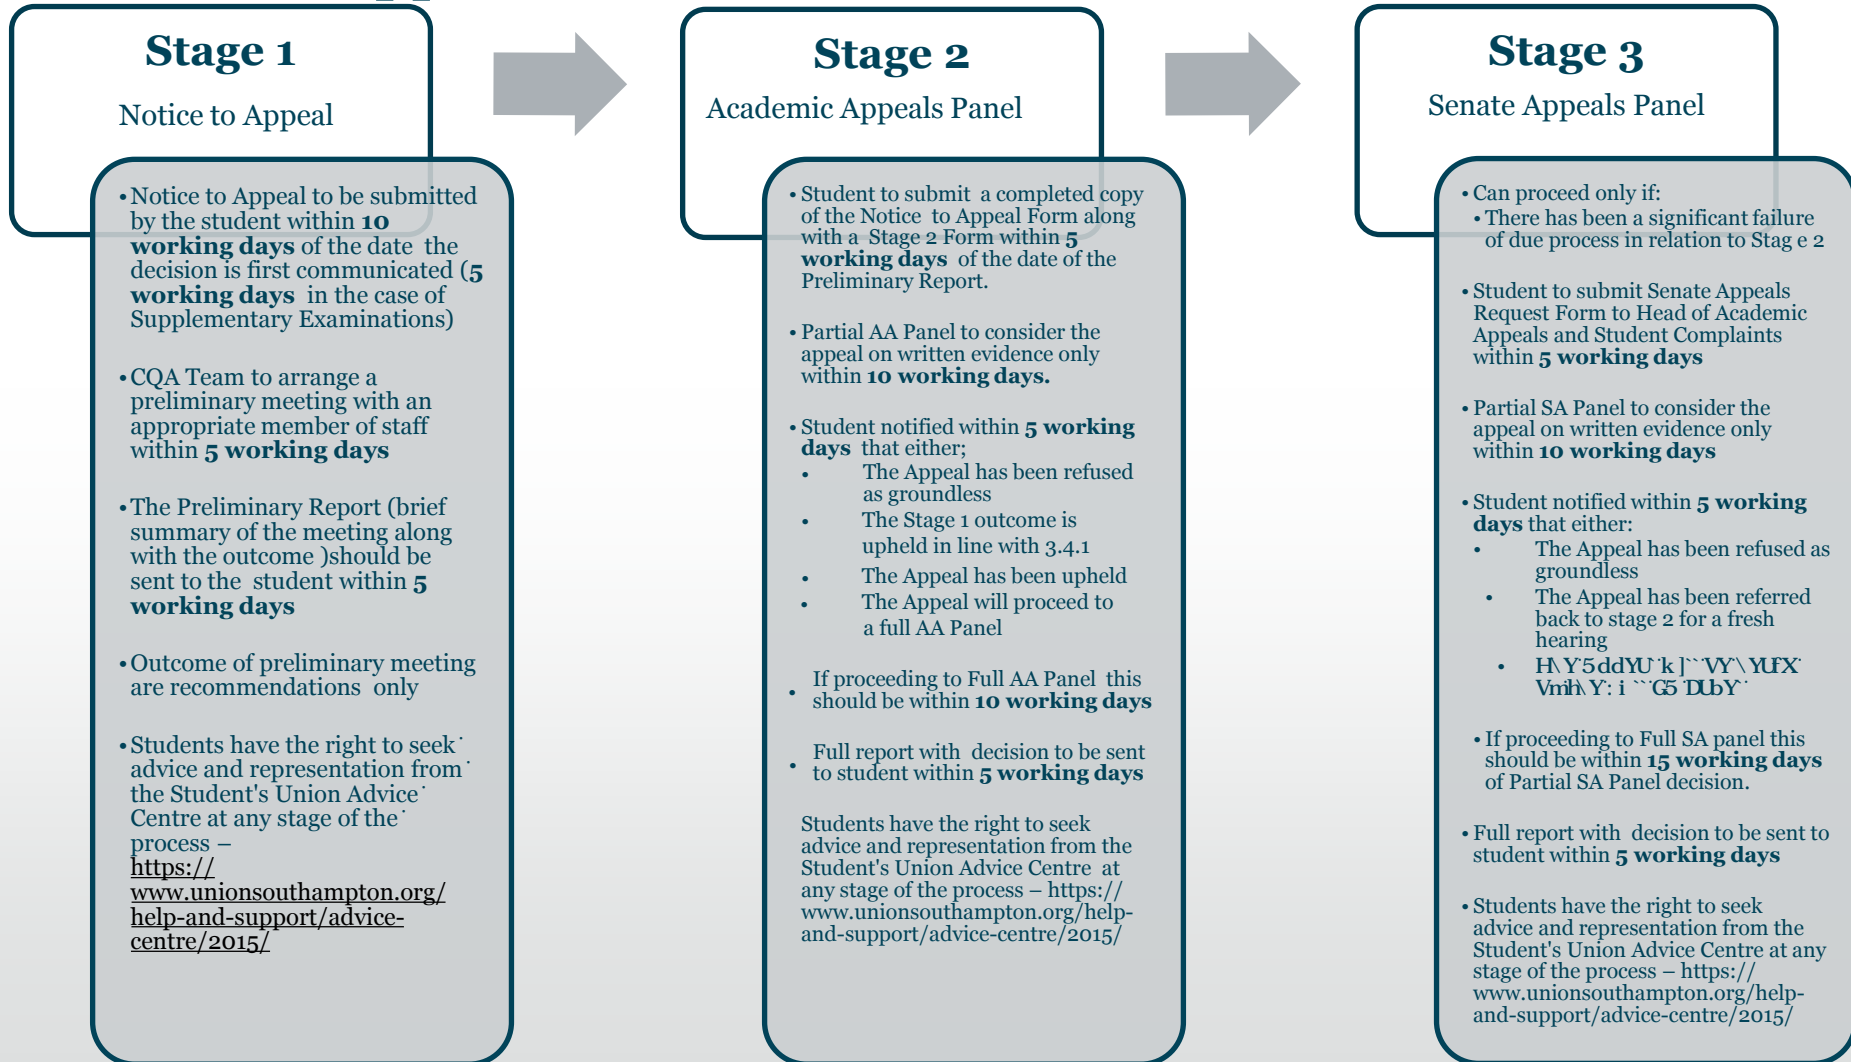 Stage 1
Notice to Appeal
•Notice to Appeal to be submitted
by the student within 10
working days of the date the
decision is first communicated (5
working days in the case of
Supplementary Examinations)
•CQA Team to arrange a
preliminary meeting with an
appropriate member of staff
within 5 working days
•The Preliminary Report (brief
summary of the meeting along
with the outcome )should be
sent to the student within 5
working days
•Outcome of preliminary meeting
are recommendations only
•Students have the right to seek
advice and representation from
the Student's Union Advice
Centre at any stage of the
process –
https://
www.unionsouthampton.org/
help-and-support/advice-
centre/2015/
Stage 2
Academic Appeals Panel
• Student to submit a completed copy
of the Notice to Appeal Form along
with a Stage 2 Form within 5
working days of the date of the
Preliminary Report.
• Partial AA Panel to consider the
appeal on written evidence only
within 10 working days.
• Student notified within 5 working
days that either;
• The Appeal has been refused
as groundless
• The Stage 1 outcome is
upheld in line with 3.4.1
• The Appeal has been upheld
• The Appeal will proceed to
a full AA Panel
If proceeding to Full AA Panel this
• should be within 10 working days
Full report with decision to be sent
• to student within 5 working days
Students have the right to seek
advice and representation from the
Student's Union Advice Centre at
any stage of the process – https://
www.unionsouthampton.org/help-
and-support/advice-centre/2015/
Stage 3
Senate Appeals Panel
• Can proceed only if:
• There has been a significant failure
of due process in relation to Stag e 2
• Student to submit Senate Appeals
Request Form to Head of Academic
Appeals and Student Complaints
within 5 working days
• Partial SA Panel to consider the
appeal on written evidence only
within 10 working days
• Student notified within 5 working
days that either:
• The Appeal has been refused as
groundless
• The Appeal has been referred
back to stage 2 for a fresh
hearing
• If proceeding to Full SA panel this
should be within 15 working days
of Partial SA Panel decision.
• Full report with decision to be sent to
student within 5 working days
• Students have the right to seek
advice and representation from the
Student's Union Advice Centre at any
stage of the process – https://
www.unionsouthampton.org/help-
and-support/advice-centre/2015/